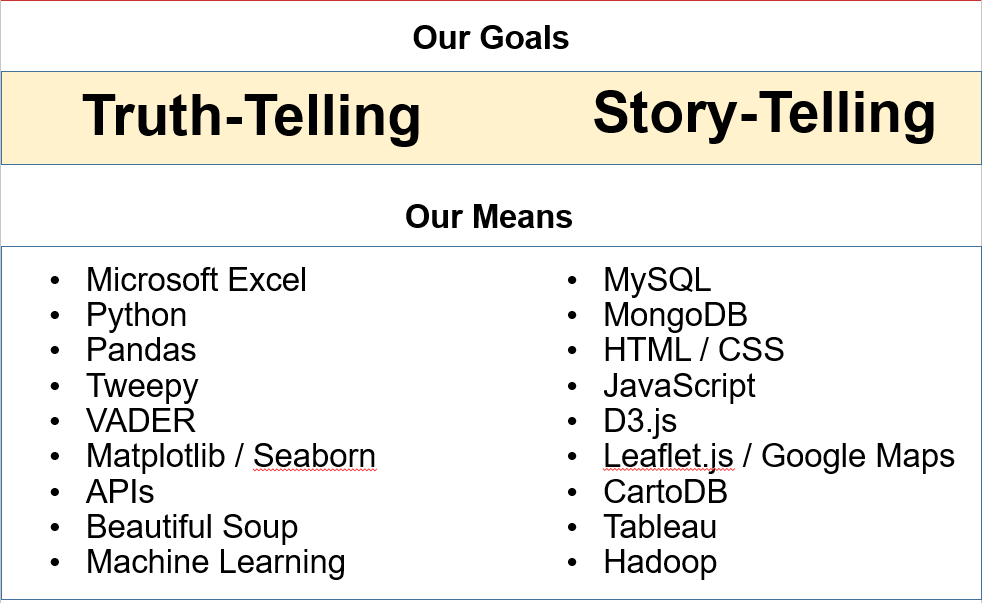 Our Goals
Truth-Telling
Story-Telling
Our Means
• Microsoft Excel
• Python
• Pandas
• Tweepy
• VADER
• Matplotlib / Seaborn
• APIs
• Beautiful Soup
• Machine Learning
• MySQL
• MongoDB
• HTML / CSS
• JavaScript
• D3.js
• Leaflet.js / Google Maps
• CartoDB
• Tableau
• Hadoop